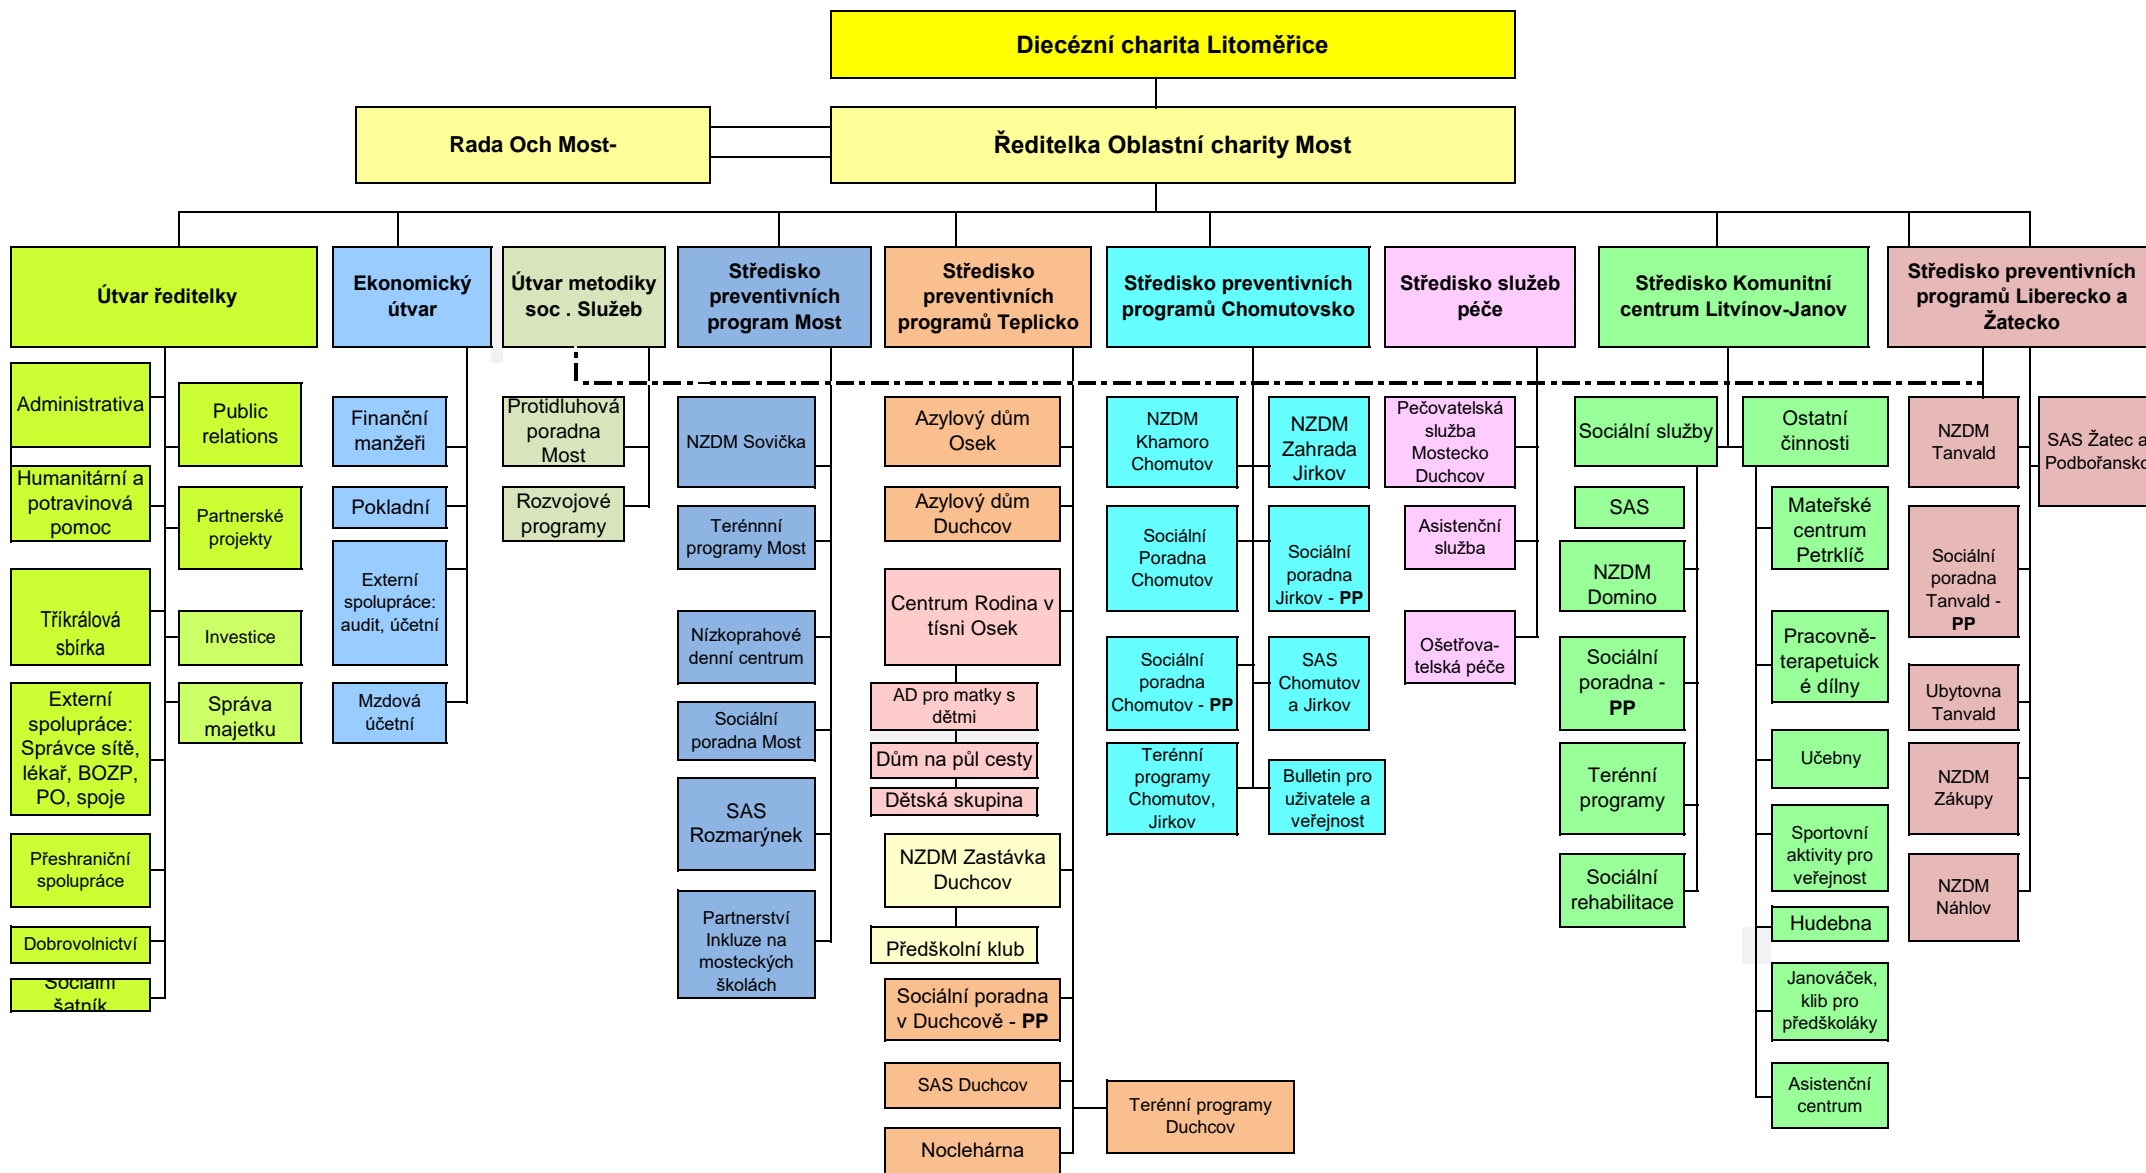 Diecézní charita Litoměřice
Rada Och Most-
Ředitelka Oblastní charity Most
Útvar ředitelky
Ekonomický
útvar
Útvar metodiky
soc . Služeb
Středisko
preventivních
program Most
Středisko
preventivních
programů Teplicko
Středisko preventivních
programů Chomutovsko
Středisko služeb
péče
Středisko Komunitní
centrum Litvínov-Janov
Středisko preventivních
programů Liberecko a
Žatecko
Administrativa
Public
relations
Humanitární a
potravinová
pomoc
Partnerské
projekty
Tříkrálová
sbírka
Investice
Externí
spolupráce:
Správce sítě,
lékař, BOZP,
PO, spoje
Správa
majetku
Přeshraniční
spolupráce
Dobrovolnictví
Sociální
šatník
Finanční
manžeři
Pokladní
Externí
spolupráce:
audit, účetní
Mzdová
účetní
Protidluhová
poradna
Most
Rozvojové
programy
NZDM Sovička
Terénnní
programy Most
Nízkoprahové
denní centrum
Sociální
poradna Most
SAS
Rozmarýnek
Partnerství
Inkluze na
mosteckých
školách
Azylový dům
Osek
Azylový dům
Duchcov
Centrum Rodina v
tísni Osek
AD pro matky s
dětmi
Dům na půl cesty
Dětská skupina
NZDM Zastávka
Duchcov
Předškolní klub
Sociální poradna
v Duchcově - PP
SAS Duchcov
Terénní programy
Duchcov
Noclehárna
NZDM
Khamoro
Chomutov
NZDM
Zahrada
Jirkov
Sociální
Poradna
Chomutov
Sociální
poradna
Jirkov - PP
Sociální
poradna
Chomutov - PP
SAS
Chomutov
a Jirkov
Terénní
programy
Chomutov,
Jirkov
Bulletin pro
uživatele a
veřejnost
Pečovatelská
služba
Mostecko
Duchcov
Asistenční
služba
Ošetřova-
telská péče
Sociální služby
SAS
NZDM
Domino
Sociální
poradna -
PP
Terénní
programy
Sociální
rehabilitace
Ostatní
činnosti
Mateřské
centrum
Petrklíč
Pracovně-
terapetuick
é dílny
Učebny
Sportovní
aktivity pro
veřejnost
Hudebna
Janováček,
klib pro
předškoláky
Asistenční
centrum
NZDM
Tanvald
SAS Žatec a
Podbořansko
Sociální
poradna
Tanvald -
PP
Ubytovna
Tanvald
NZDM
Zákupy
NZDM
Náhlov